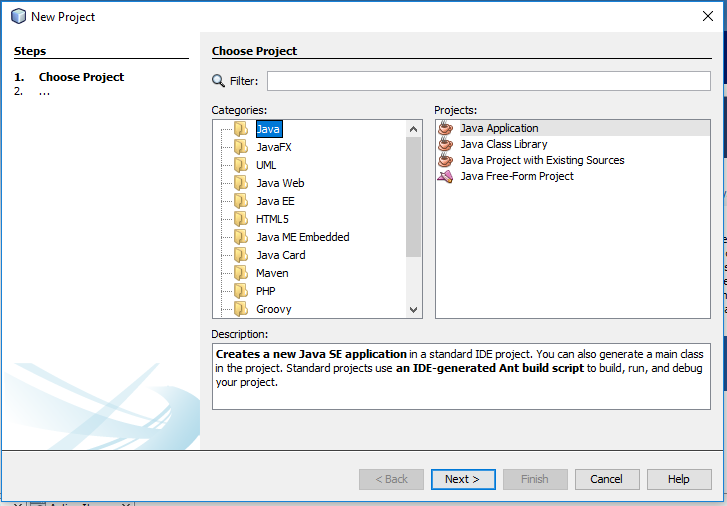 New Project
Steps
1. Choose Project
2. ...
Choose Project
Filter:
Categories:
Java
JavaFX
UML
Java Web
Java EE
HTML5
Java ME Embedded
Java Card
Maven
PHP
Groovy
Projects:
Java Application
Java Class Library
Java Project with Existing Sources
Java Free-Form Project
Description:
Creates a new Java SE application in a standard IDE project. You can also generate a main class
in the project. Standard projects use an IDE-generated Ant build script to build, run, and debug
your project.
< Back
Next >
Finish
Cancel
Help